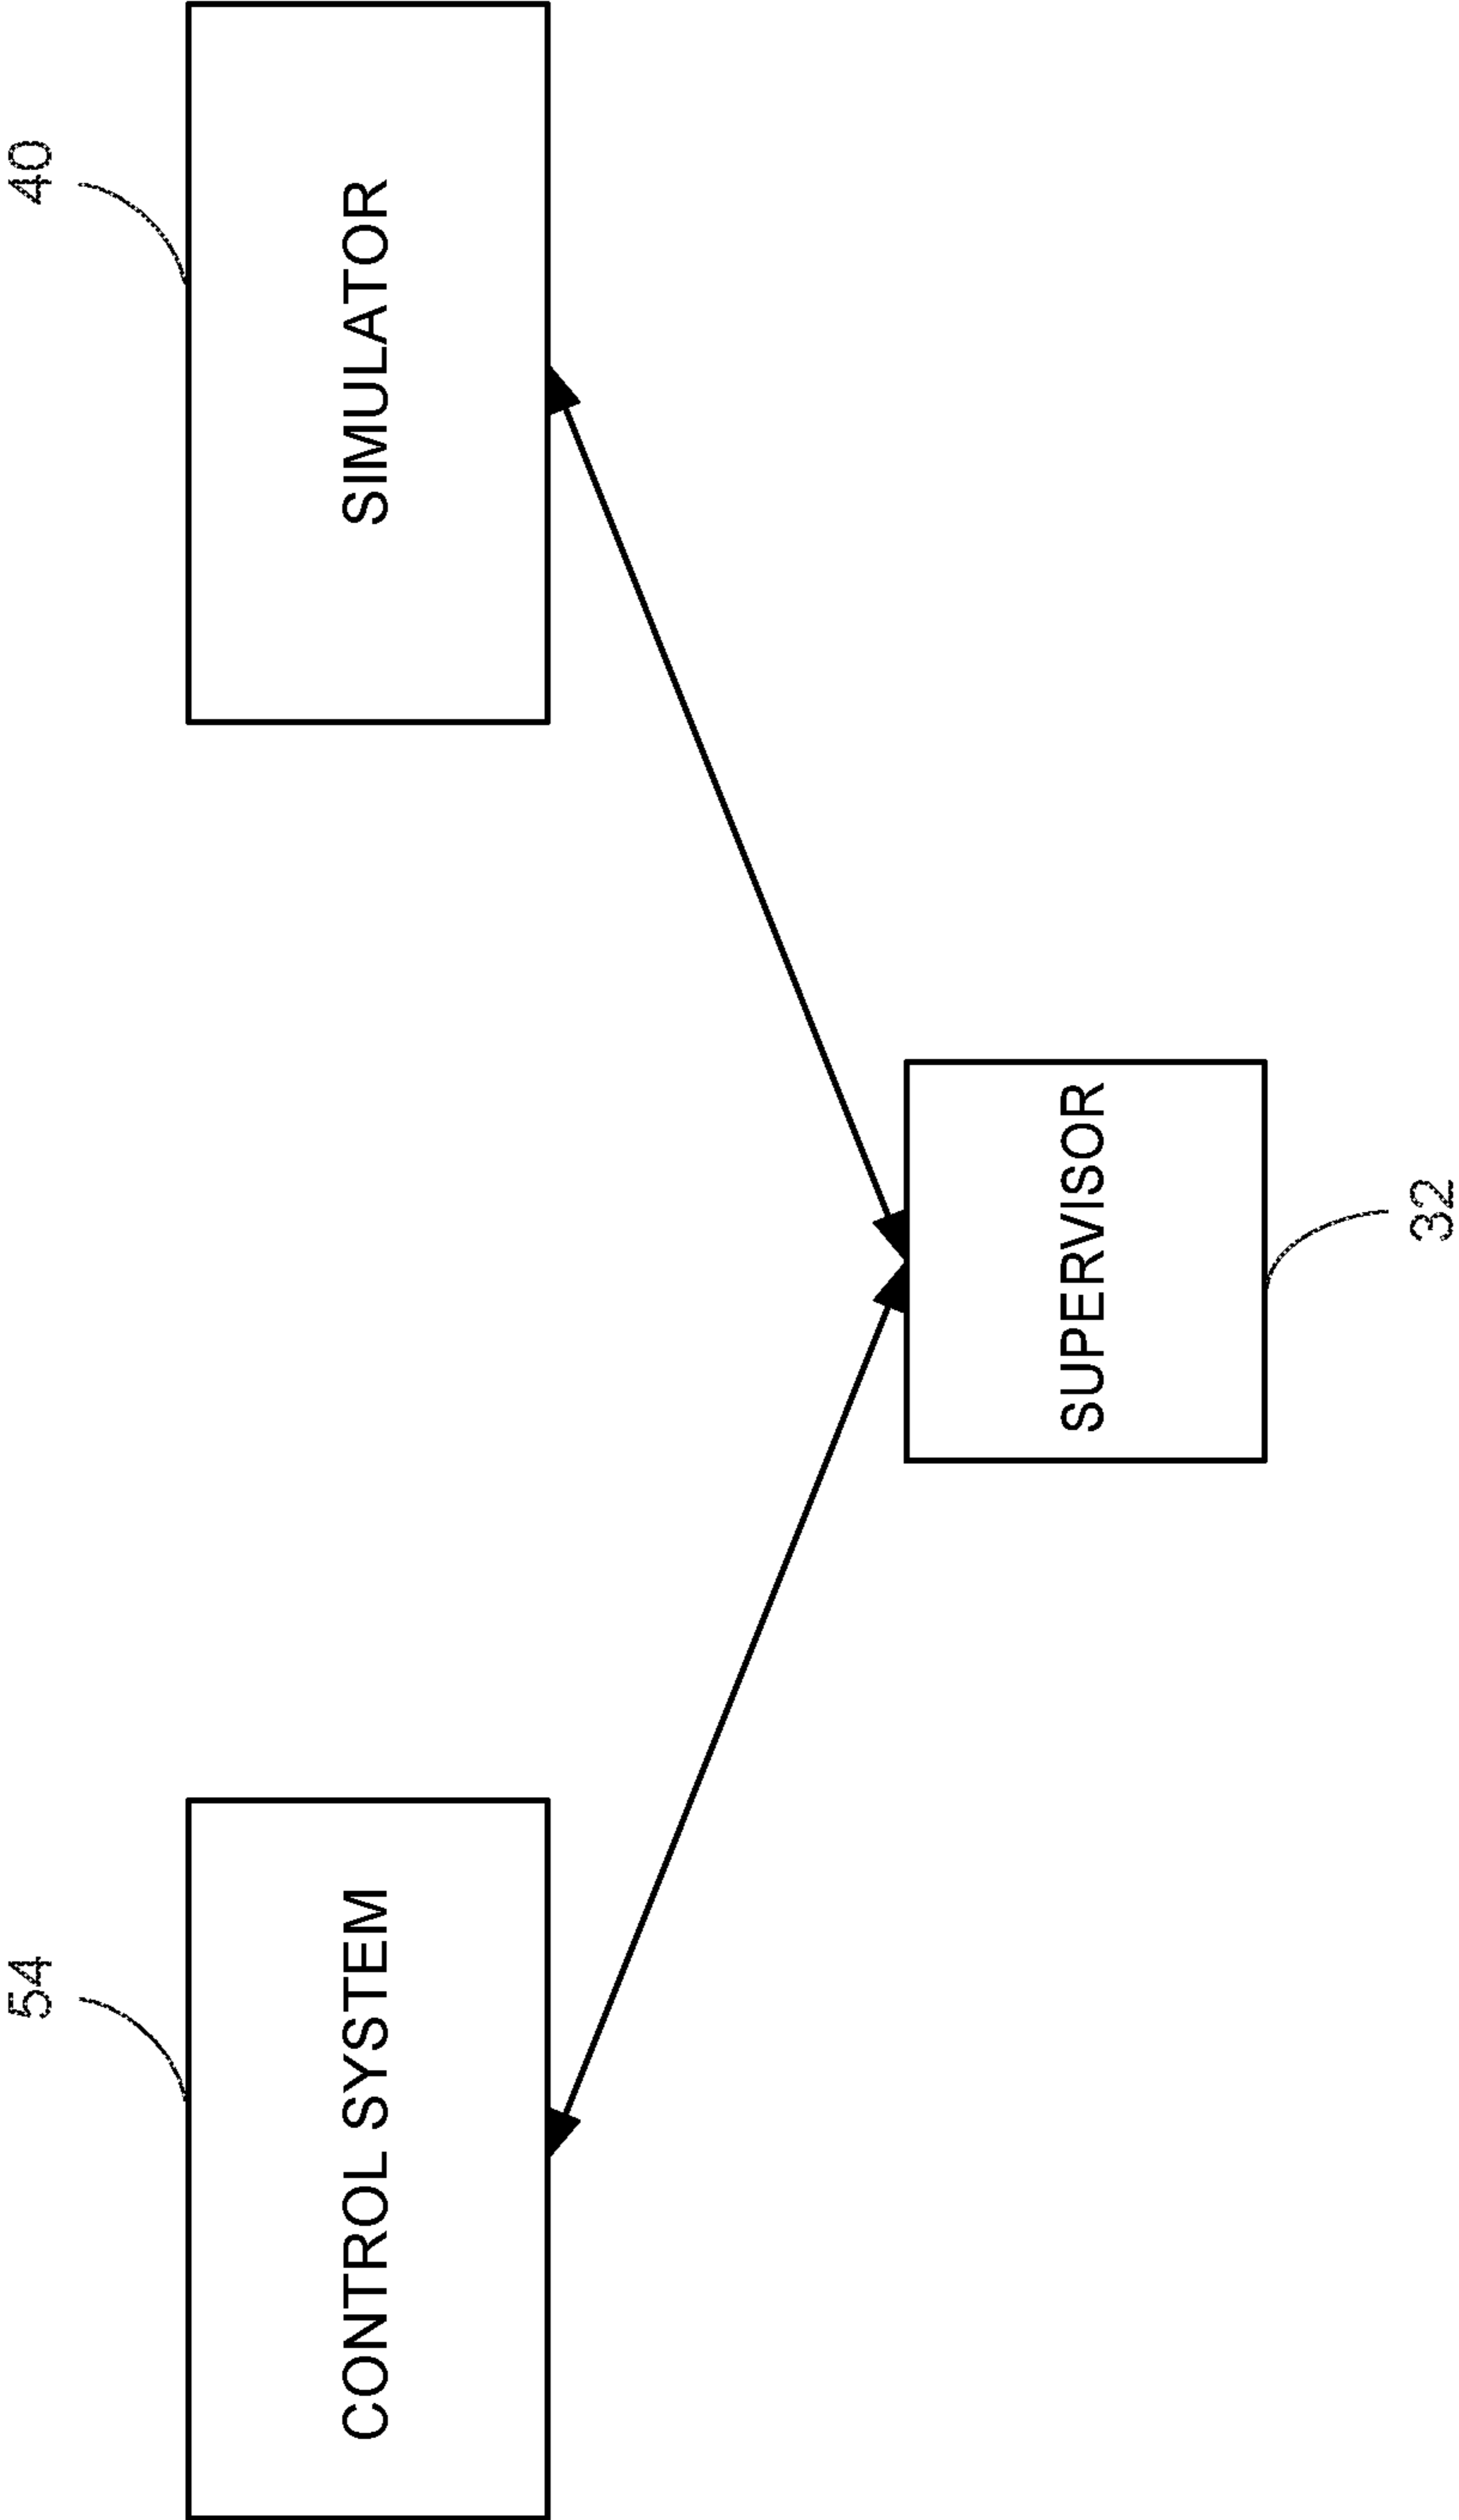 54
40
CONTROL SYSTEM
SIMULATOR
SUPERVISOR
32